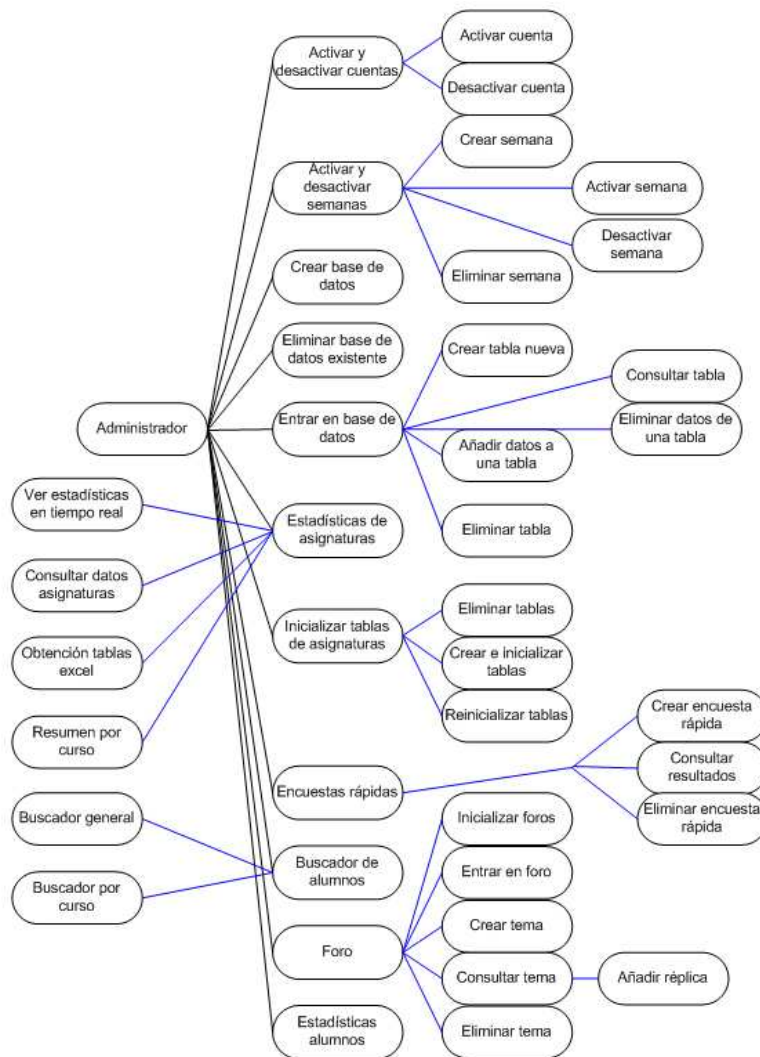 Activar y
desactivar cuentas
Activar cuenta
Desactivar cuenta
Activar y
desactivar
semanas
Crear semana
Activar semana
Desactivar
semana
Eliminar semana
Crear base de
datos
Eliminar base de
datos existente
Administrador
Entrar en base de
datos
Crear tabla nueva
Consultar tabla
Eliminar datos de
una tabla
Añadir datos a
una tabla
Eliminar tabla
Estadísticas de
asignaturas
Ver estadísticas
en tiempo real
Consultar datos
asignaturas
Obtención tablas
excel
Resumen por
curso
Inicializar tablas
de asignaturas
Eliminar tablas
Crear e inicializar
tablas
Reinicializar tablas
Encuestas rápidas
Crear encuesta
rápida
Consultar
resultados
Eliminar encuesta
rápida
Buscador general
Buscador por
curso
Buscador de
alumnos
Foro
Inicializar foros
Entrar en foro
Crear tema
Consultar tema
Añadir réplica
Eliminar tema
Estadísticas
alumnos